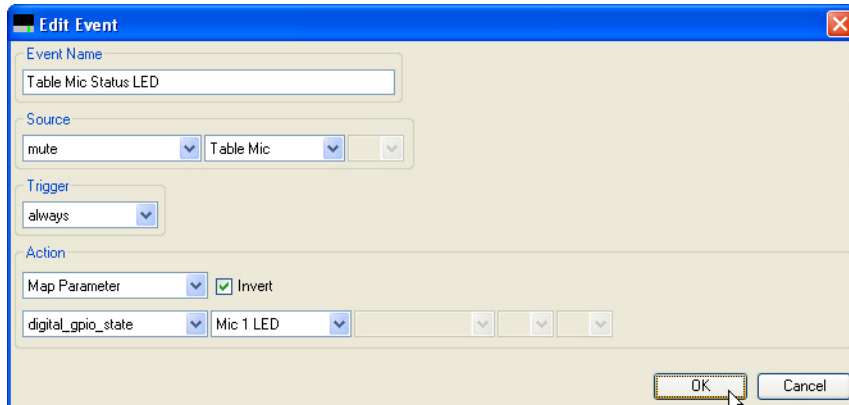 Edit Event
Event Name
Table Mic Status LED
Source
mute Table Mic
Trigger
always
Action
Map Parameter Invert
digital_gpio_state Mic 1 LED
OK Cancel